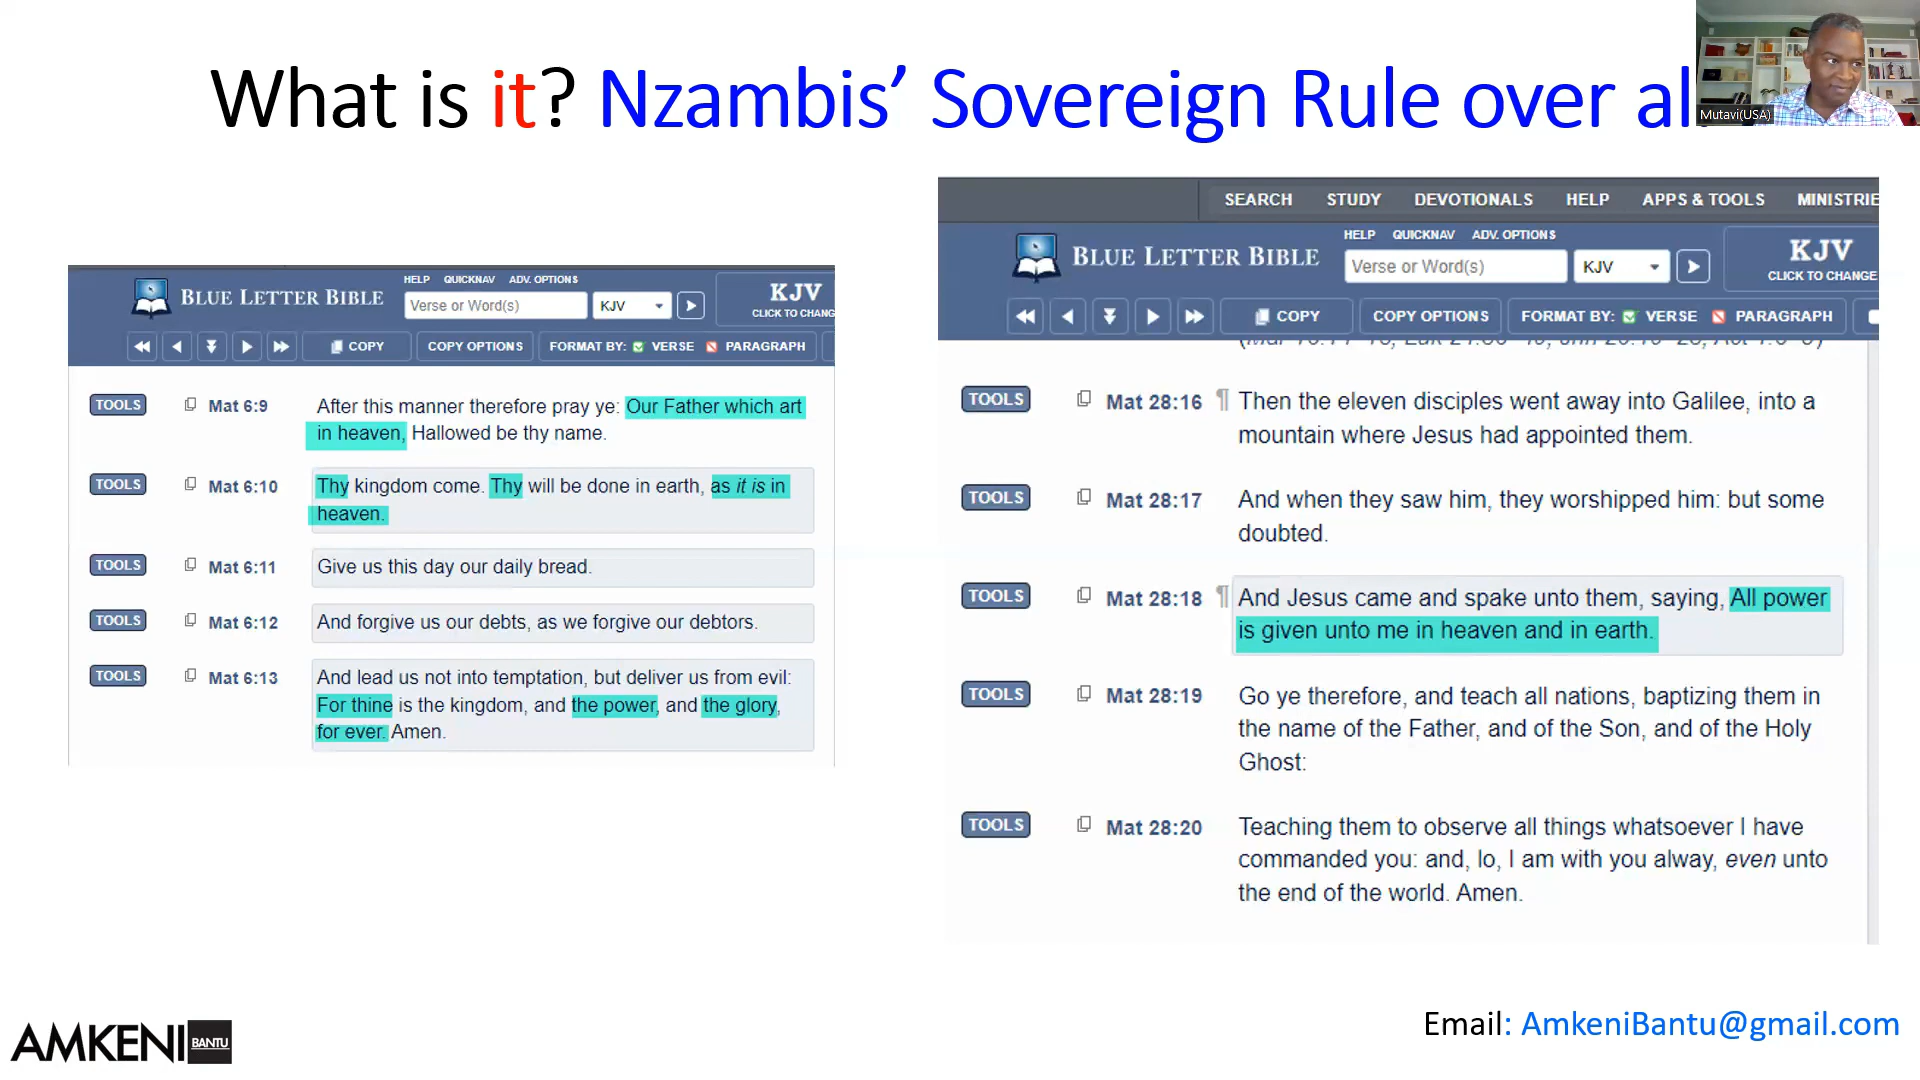 What is it? Nzambis’ Sovereign Rule over al
Mutavi(USA)
BLUE LETTER BIBLE
HELP QUICKNAV ADV. OPTIONS
Verse or Word(s)
KJV
KJV
CLICK TO CHANG
COPY
COPY OPTIONS
FORMAT BY: VERSE PARAGRAPH
TOOLS Mat 6:9 After this manner therefore pray ye: Our Father which art
in heaven, Hallowed be thy name.
TOOLS Mat 6:10 Thy kingdom come. Thy will be done in earth, as it is in
heaven.
TOOLS Mat 6:11 Give us this day our daily bread.
TOOLS Mat 6:12 And forgive us our debts, as we forgive our debtors.
TOOLS Mat 6:13 And lead us not into temptation, but deliver us from evil:
For thine is the kingdom, and the power, and the glory,
for ever. Amen.
SEARCH STUDY DEVOTIONALS HELP APPS & TOOLS MINISTRIE
BLUE LETTER BIBLE
HELP QUICKNAV ADV. OPTIONS
Verse or Word(s)
KJV
KJV
CLICK TO CHANGE
COPY
COPY OPTIONS
FORMAT BY: VERSE PARAGRAPH
TOOLS Mat 28:16 ¶ Then the eleven disciples went away into Galilee, into a
mountain where Jesus had appointed them.
TOOLS Mat 28:17 And when they saw him, they worshipped him: but some
doubted.
TOOLS Mat 28:18 ¶ And Jesus came and spake unto them, saying, All power
is given unto me in heaven and in earth.
TOOLS Mat 28:19 Go ye therefore, and teach all nations, baptizing them in
the name of the Father, and of the Son, and of the Holy
Ghost:
TOOLS Mat 28:20 Teaching them to observe all things whatsoever I have
commanded you: and, lo, I am with you alway, even unto
the end of the world. Amen.
AMKENI BANTU
Email: AmkeniBantu@gmail.com